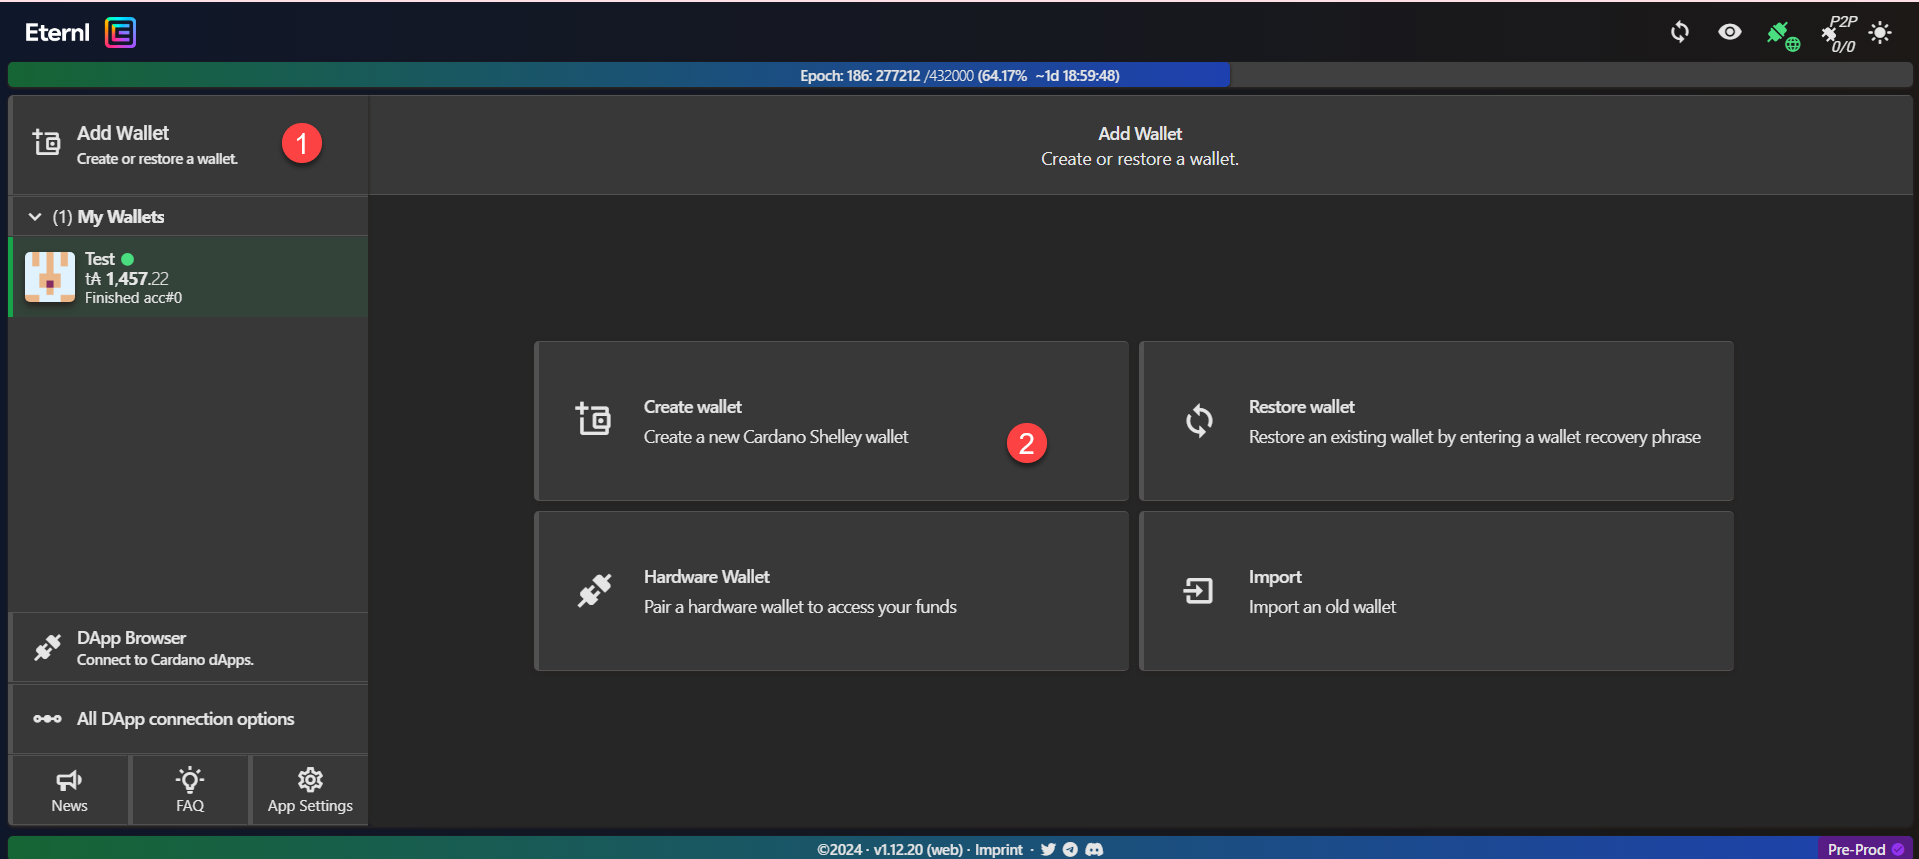 Eternl
P2P
0/0
Epoch: 186: 277212 /432000 (64.17% ~1d 18:59:48)
Add Wallet
Create or restore a wallet.
1
Add Wallet
Create or restore a wallet.
(1) My Wallets
Test
t₳ 1,457.22
Finished acc#0
Create wallet
Create a new Cardano Shelley wallet
2
Restore wallet
Restore an existing wallet by entering a wallet recovery phrase
Hardware Wallet
Pair a hardware wallet to access your funds
Import
Import an old wallet
DApp Browser
Connect to Cardano dApps.
All DApp connection options
News
FAQ
App Settings
©2024 · v1.12.20 (web) · Imprint ·
Pre-Prod